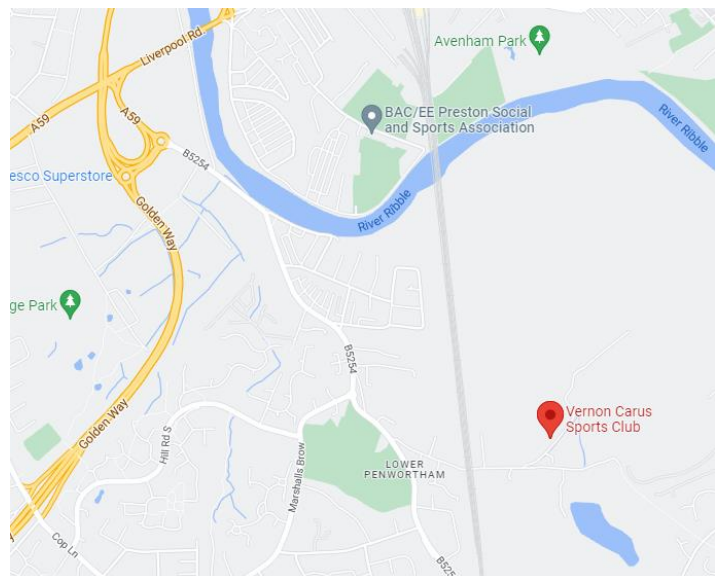 Liverpool Rd.
Avenham Park
A59
A59
BAC/EE Preston Social
and Sports Association
River Ribble
B5254
esco Superstore
River Ribble
Golden Way
ge Park
B5254
Golden Way
Hill Rd S
Vernon Carus
Sports Club
Marshalls Brow
LOWER
PENWORTHAM
Cop Ln
B525